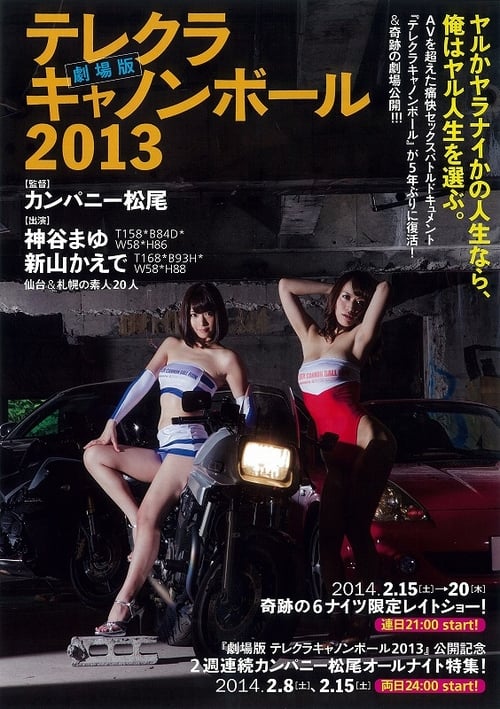 テレクラ
劇場版
キャノンボール
2013
【監督】
カンパニー松尾
【出演】
神谷まゆ T158*B84D*
W58*H86
新山かえで T168*B93H*
W58*H88
仙台&札幌の素人20人
ヤルかヤラナイかの人生なら、
俺はヤル人生を選ぶ。
AVを超えた痛快セックスバトルドキュメント
『テレクラキャノンボール』が5年ぶりに復活!
&奇跡の劇場公開!!!
2014.2.15[土]→20[木]
奇跡の6ナイツ限定レイトショー!
連日21:00 start!
『劇場版 テレクラキャノンボール2013』公開記念
2週連続カンパニー松尾オールナイト特集!
2014.2.8[土]、2.15[土] 両日24:00 start!